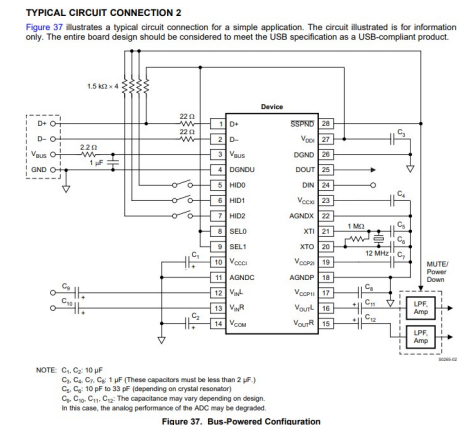 TYPICAL CIRCUIT CONNECTION 2
Figure 37 illustrates a typical circuit connection for a simple application. The circuit illustrated is for information
only. The entire board design should be considered to meet the USB specification as a USB-compliant product.
1.5 kΩ × 4
Device
D+
D–
VBUS
GND
22 Ω
22 Ω
2.2 Ω
1 µF
1 D+
2 D–
3 VBUS
4 DGNDU
5 HID0
6 HID1
7 HID2
8 SEL0
9 SEL1
10 VCCCI
11 AGNDC
12 VINL
13 VINR
14 VCOM
SSPND 28
VDDI 27
DGND 26
DOUT 25
DIN 24
VCCXI 23
AGNDX 22
XTI 21
XTO 20
VCCP2I 19
AGNDP 18
VCCP1I 17
VOUTL 16
VOUTR 15
C1
+
C2
+
C9
+
C10
+
C3
C4
1 MΩ
C5
C6
12 MHz
C7
C8
+ C11
+ C12
MUTE/
Power
Down
LPF,
Amp
LPF,
Amp
S0265-02
NOTE: C1, C2: 10 µF
C3, C4, C7, C8: 1 µF (These capacitors must be less than 2 µF.)
C5, C6: 10 pF to 33 pF (depending on crystal resonator)
C9, C10, C11, C12: The capacitance may vary depending on design.
In this case, the analog performance of the ADC may be degraded.
Figure 37. Bus-Powered Configuration